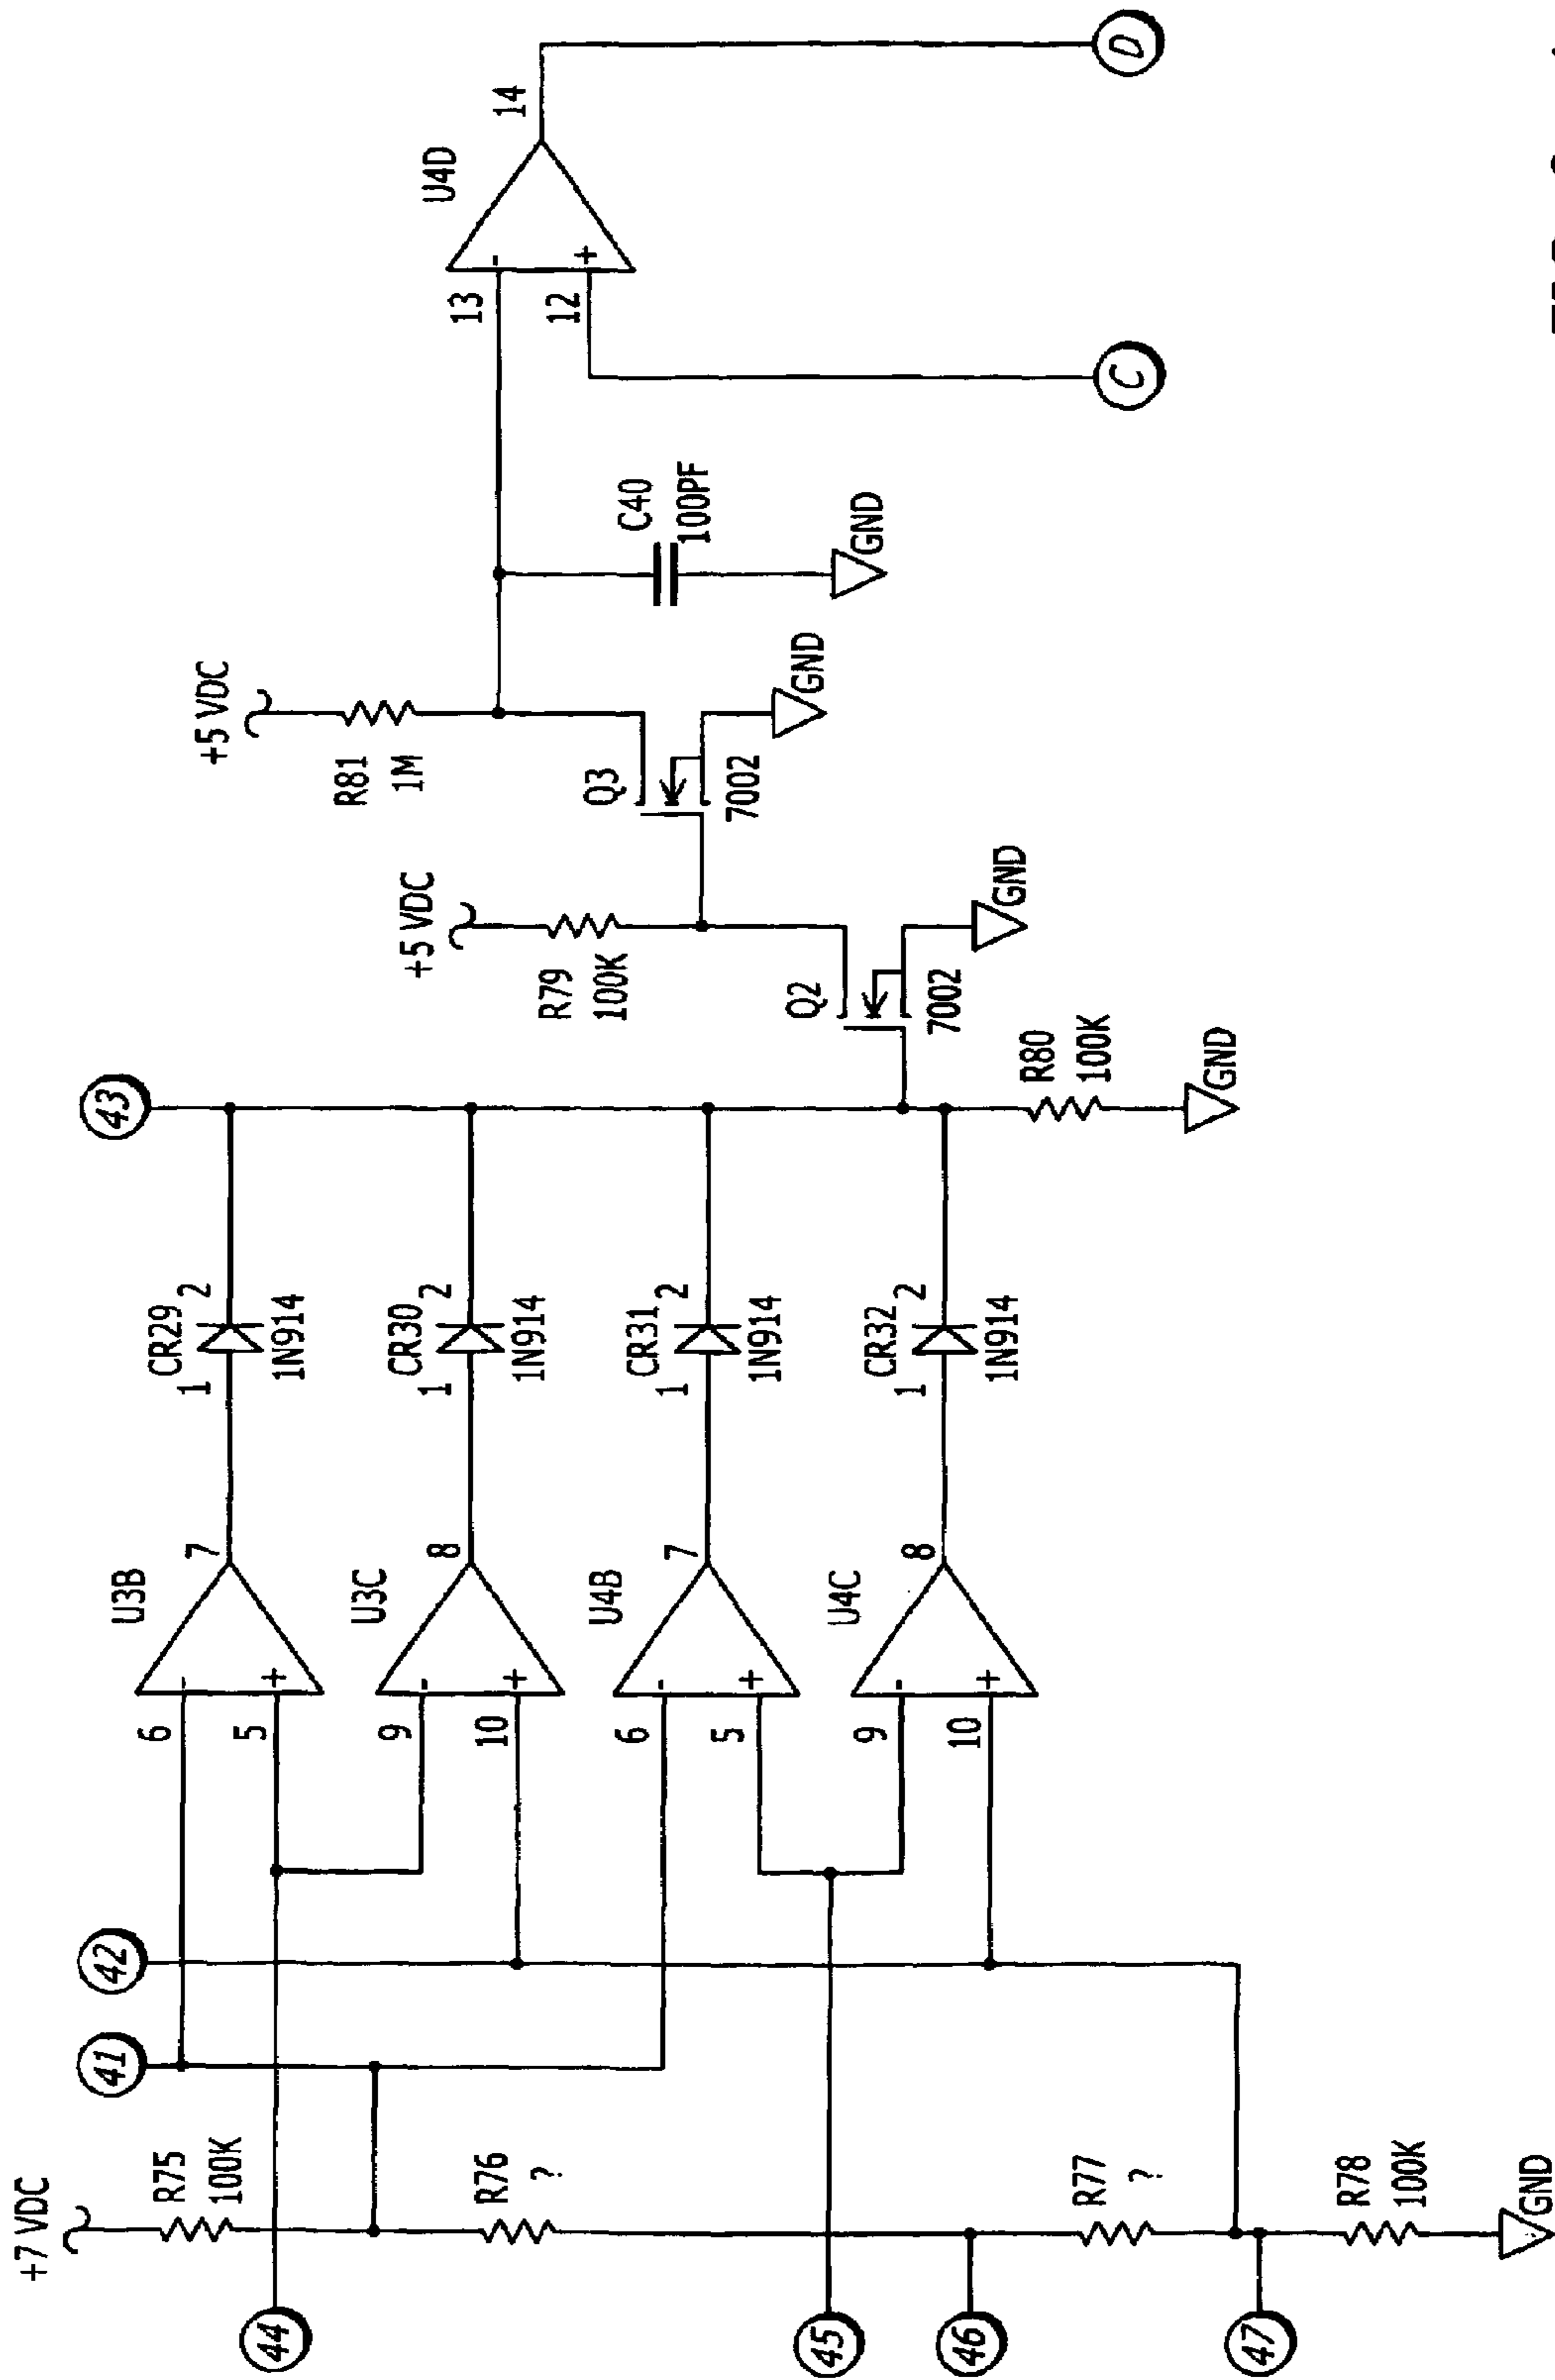 +7 VDC
R75
100K
R76
?
R77
?
R78
100K
GND
41
42
43
44
45
46
47
6
5
-
+
U3B
7
9
10
-
+
U3C
8
6
5
-
+
U4B
7
9
10
-
+
U4C
8
CR29
1 2
1N914
CR30
1 2
1N914
CR31
1 2
1N914
CR32
1 2
1N914
R80
100K
GND
+5 VDC
R79
100K
Q2
7002
GND
+5 VDC
R81
1M
Q3
7002
GND
C40
100PF
GND
13
12
-
+
U4D
14
C
D